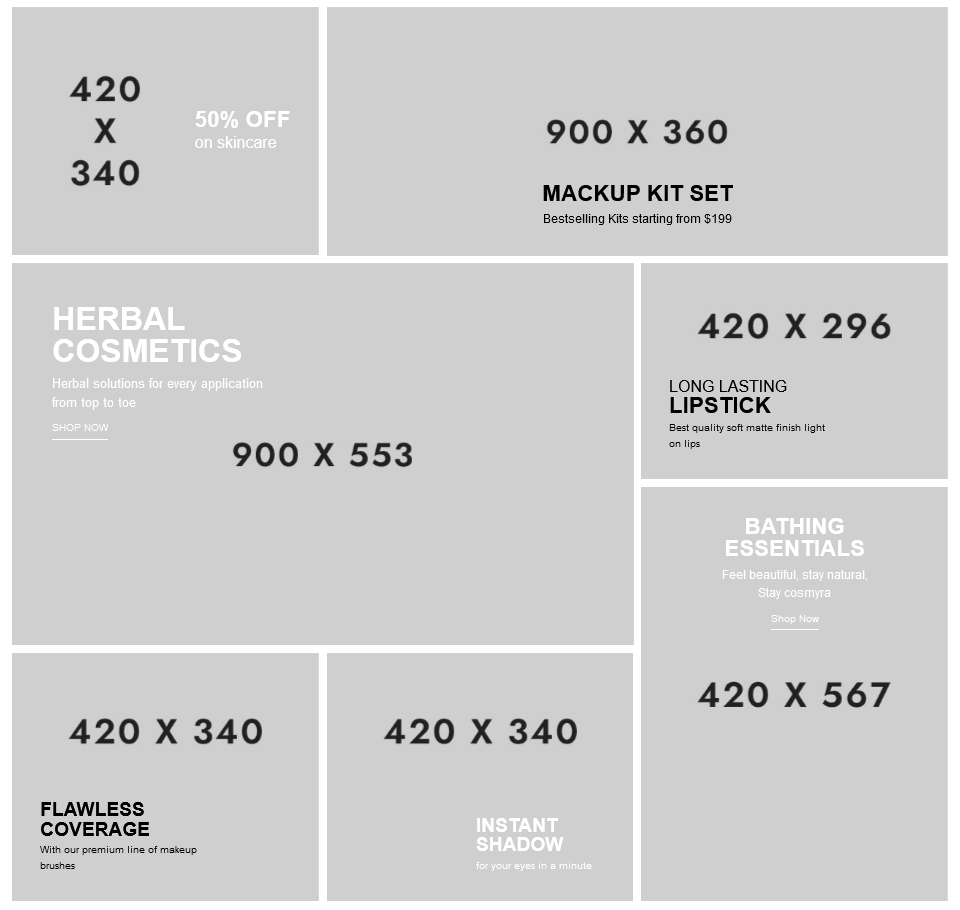 420
X
340
50% OFF
on skincare
900 X 360
MACKUP KIT SET
Bestselling Kits starting from $199
HERBAL
COSMETICS
Herbal solutions for every application
from top to toe
SHOP NOW
900 X 553
420 X 296
LONG LASTING
LIPSTICK
Best quality soft matte finish light
on lips
BATHING
ESSENTIALS
Feel beautiful, stay natural,
Stay cosmyra
Shop Now
420 X 567
420 X 340
FLAWLESS
COVERAGE
With our premium line of makeup
brushes
420 X 340
INSTANT
SHADOW
for your eyes in a minute